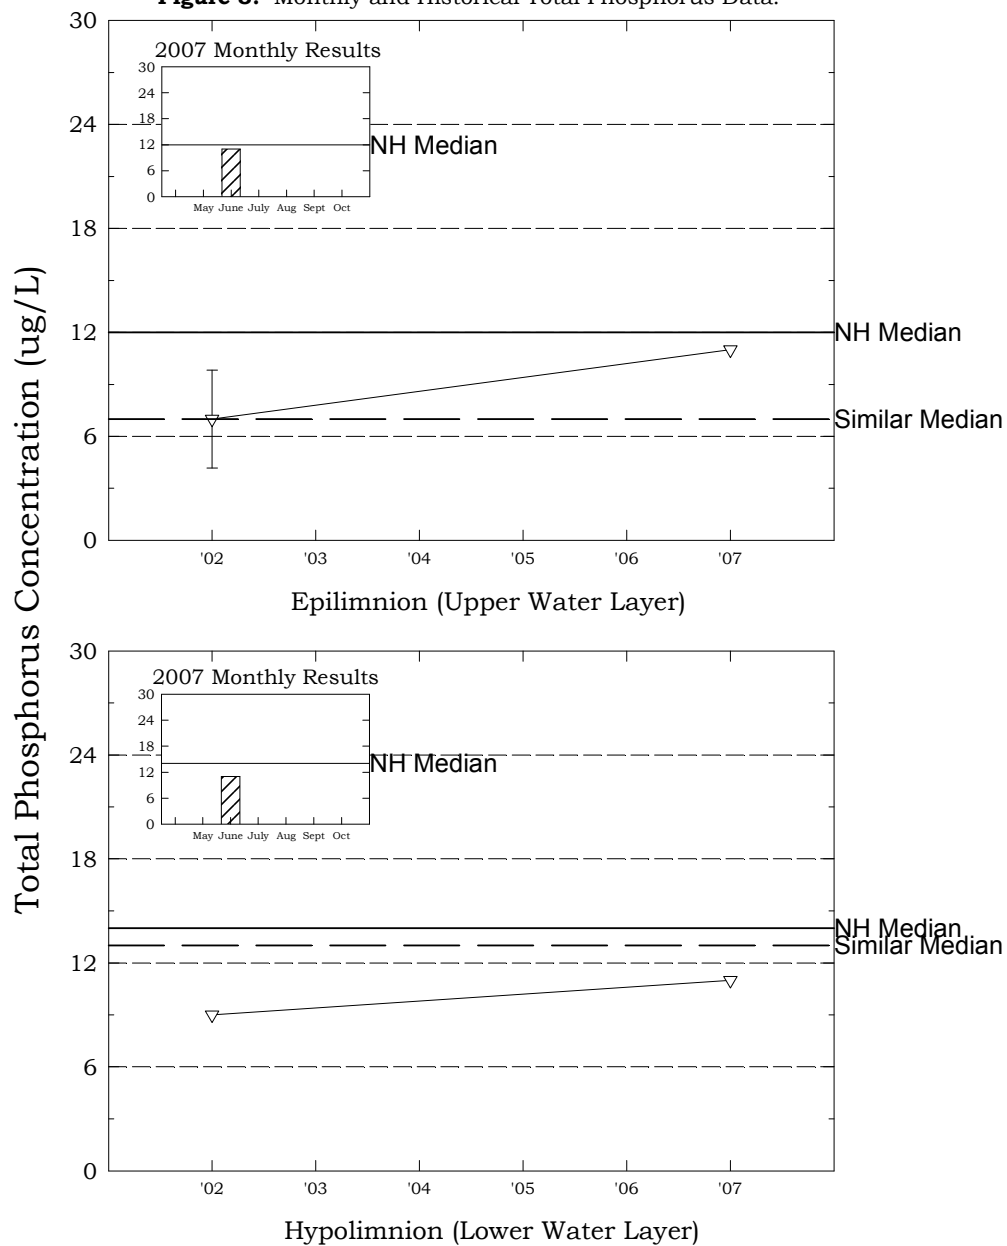 Figure 8. Monthly and Historical Total Phosphorus Data.
Total Phosphorus Concentration (ug/L)
30
24
18
12
6
0
2007 Monthly Results
30
24
18
12
6
0
NH Median
May June July Aug Sept Oct
NH Median
Similar Median
'02 '03 '04 '05 '06 '07
Epilimnion (Upper Water Layer)
30
24
18
12
6
0
2007 Monthly Results
30
24
18
12
6
0
NH Median
May June July Aug Sept Oct
NH Median
Similar Median
'02 '03 '04 '05 '06 '07
Hypolimnion (Lower Water Layer)